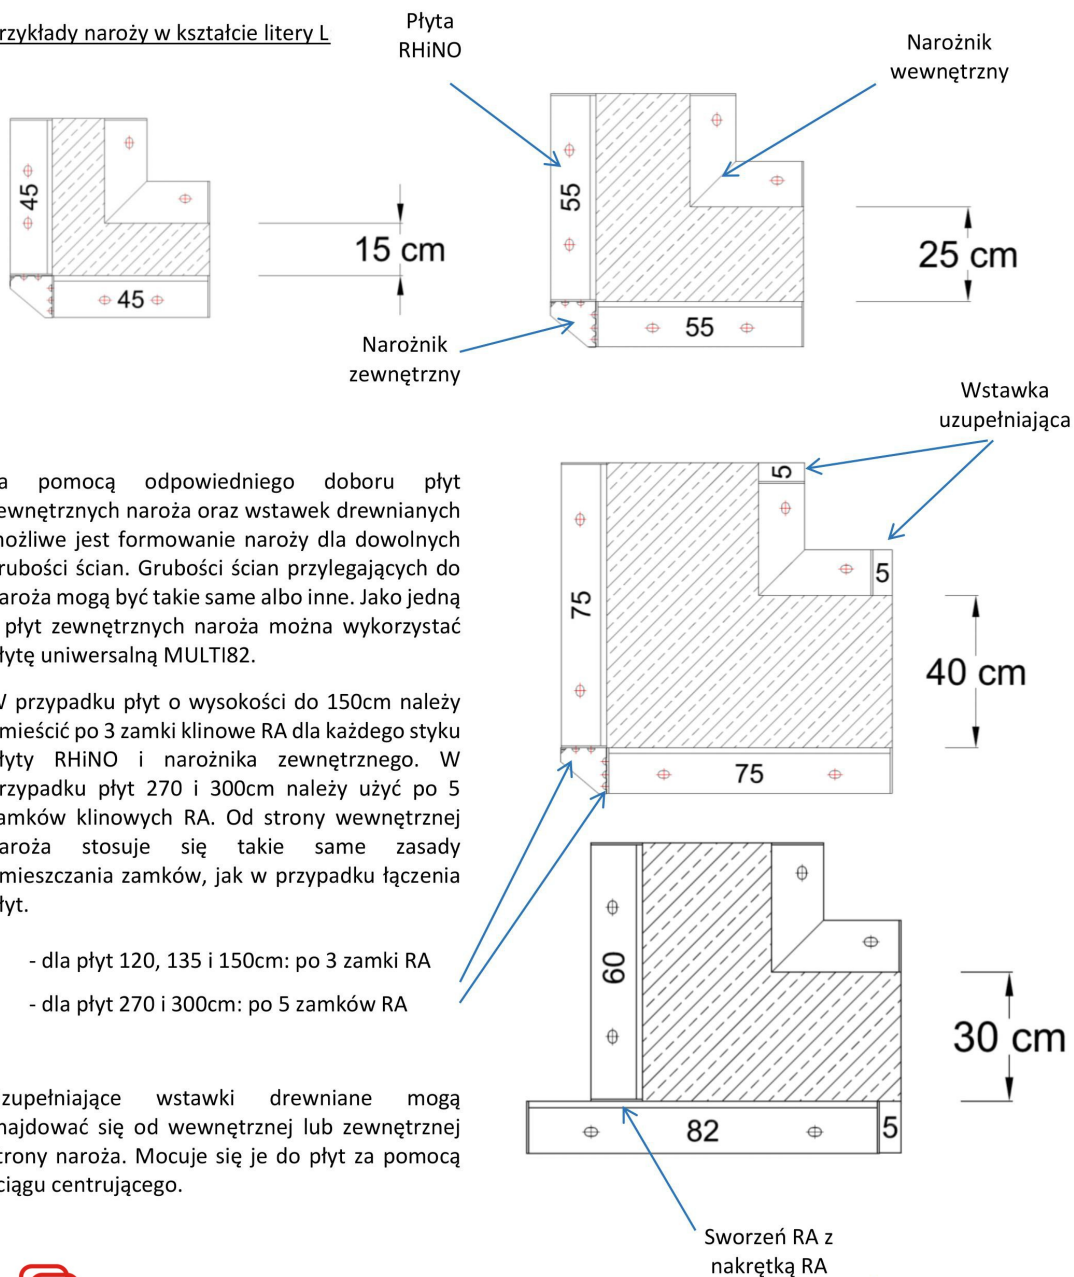 rzykłady naroży w kształcie litery L
Płyta
RHiNO
Narożnik
wewnętrzny
45
45
15 cm
55
55
25 cm
Narożnik
zewnętrzny
Wstawka
uzupełniająca
a pomocą odpowiedniego doboru płyt
ewnętrznych naroża oraz wstawek drewnianych
ożliwe jest formowanie naroży dla dowolnych
rubości ścian. Grubości ścian przylegających do
aroża mogą być takie same albo inne. Jako jedną
płyt zewnętrznych naroża można wykorzystać
łytę uniwersalną MULTI82.
W przypadku płyt o wysokości do 150cm należy
mieścić po 3 zamki klinowe RA dla każdego styku
łyty RHiNO i narożnika zewnętrznego. W
rzypadku płyt 270 i 300cm należy użyć po 5
amków klinowych RA. Od strony wewnętrznej
aroża stosuje się takie same zasady
mieszczania zamków, jak w przypadku łączenia
łyt.
- dla płyt 120, 135 i 150cm: po 3 zamki RA
- dla płyt 270 i 300cm: po 5 zamków RA
zupełniające wstawki drewniane mogą
najdować się od wewnętrznej lub zewnętrznej
trony naroża. Mocuje się je do płyt za pomocą
ciągu centrującego.
5
5
75
75
40 cm
60
82
5
30 cm
Sworzeń RA z
nakrętką RA